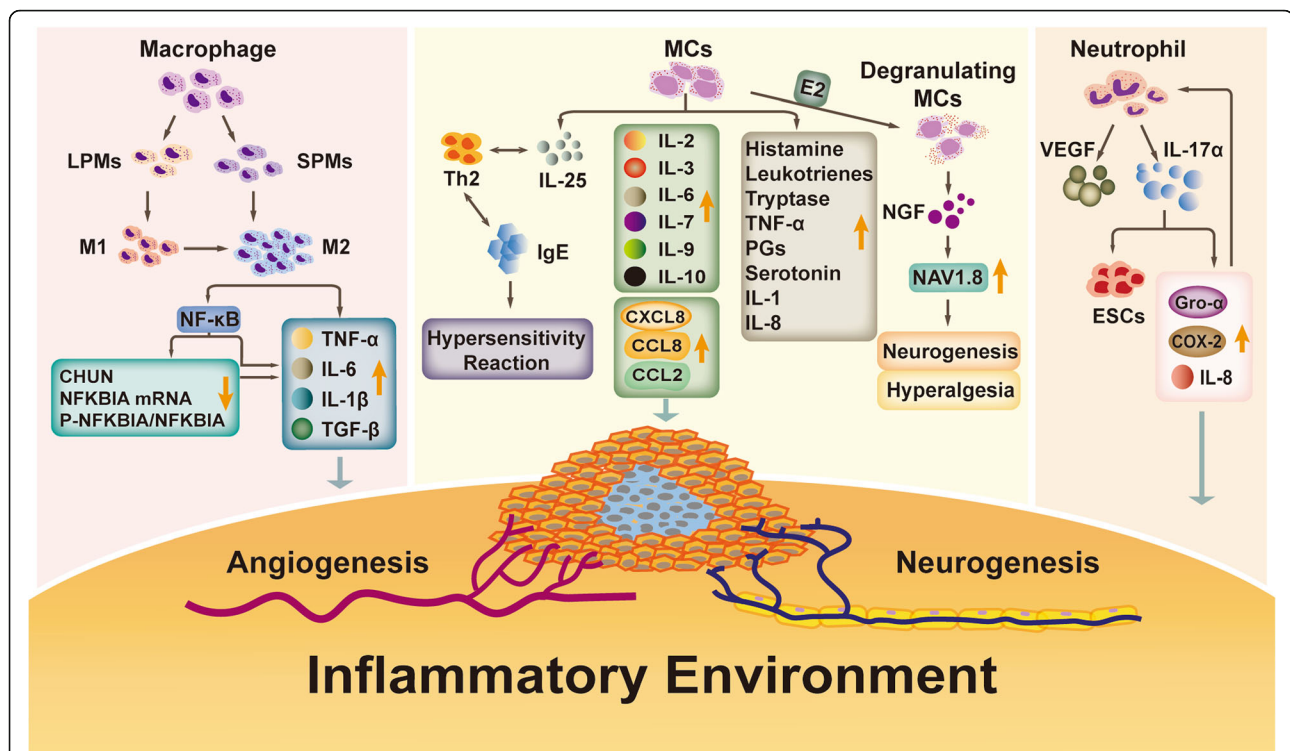 Macrophage
LPMs
SPMs
M1
M2
NF-κB
CHUN
NFKBIA mRNA
P-NFKBIA/NFKBIA
TNF-α
IL-6
IL-1β
TGF-β
MCs
E2
Degranulating
MCs
Th2
IL-25
IgE
Hypersensitivity
Reaction
IL-2
IL-3
IL-6
IL-7
IL-9
IL-10
CXCL8
CCL8
CCL2
Histamine
Leukotrienes
Tryptase
TNF-α
PGs
Serotonin
IL-1
IL-8
NGF
NAV1.8
Neurogenesis
Hyperalgesia
Neutrophil
VEGF
IL-17α
ESCs
Gro-α
COX-2
IL-8
Angiogenesis
Neurogenesis
Inflammatory Environment